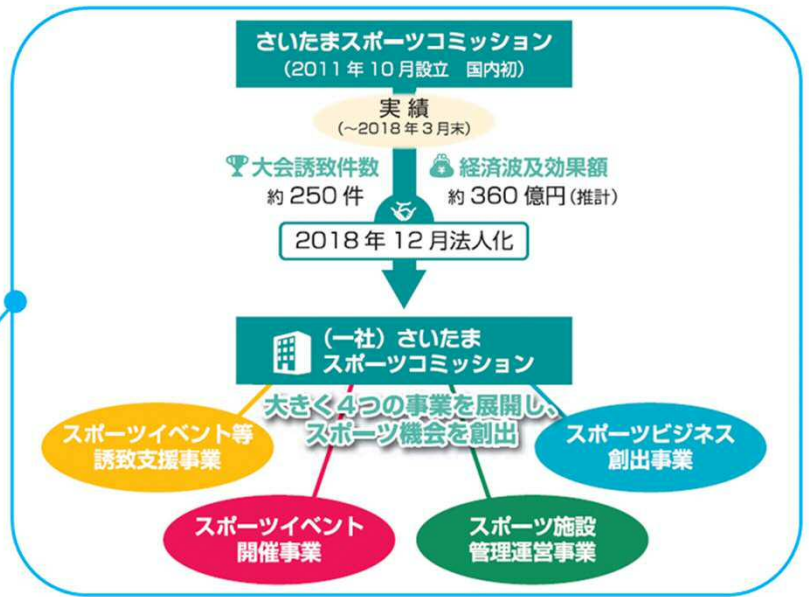 さいたまスポーツコミッション
(2011年10月設立 国内初)
実績
(～2018年3月末)
大会誘致件数
約250件
経済波及効果額
約360億円(推計)
2018年12月法人化
(一社)さいたま
スポーツコミッション
大きく4つの事業を展開し、
スポーツ機会を創出
スポーツイベント等
誘致支援事業
スポーツイベント
開催事業
スポーツ施設
管理運営事業
スポーツビジネス
創出事業